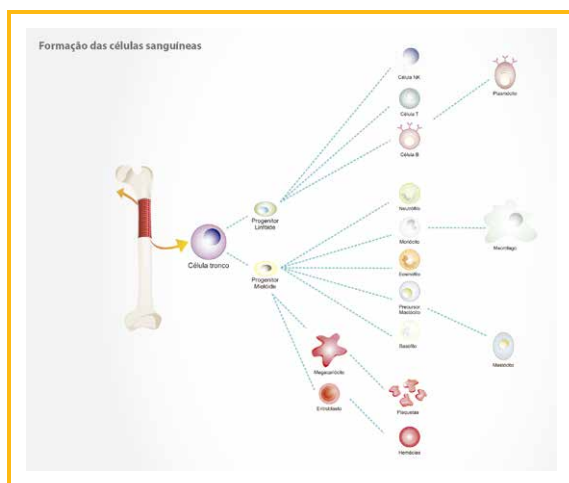 Formação das células sanguíneas
Célula NK
Plasmócito
Célula T
Célula B
Progenitor
Linfóide
Neutrófilo
Monócito
Macrófago
Célula tronco
Progenitor
Mielóide
Eosinófilo
Precursor
Mastócito
Basófilo
Mastócito
Megacariócito
Plaquetas
Eritroblasto
Hemácias